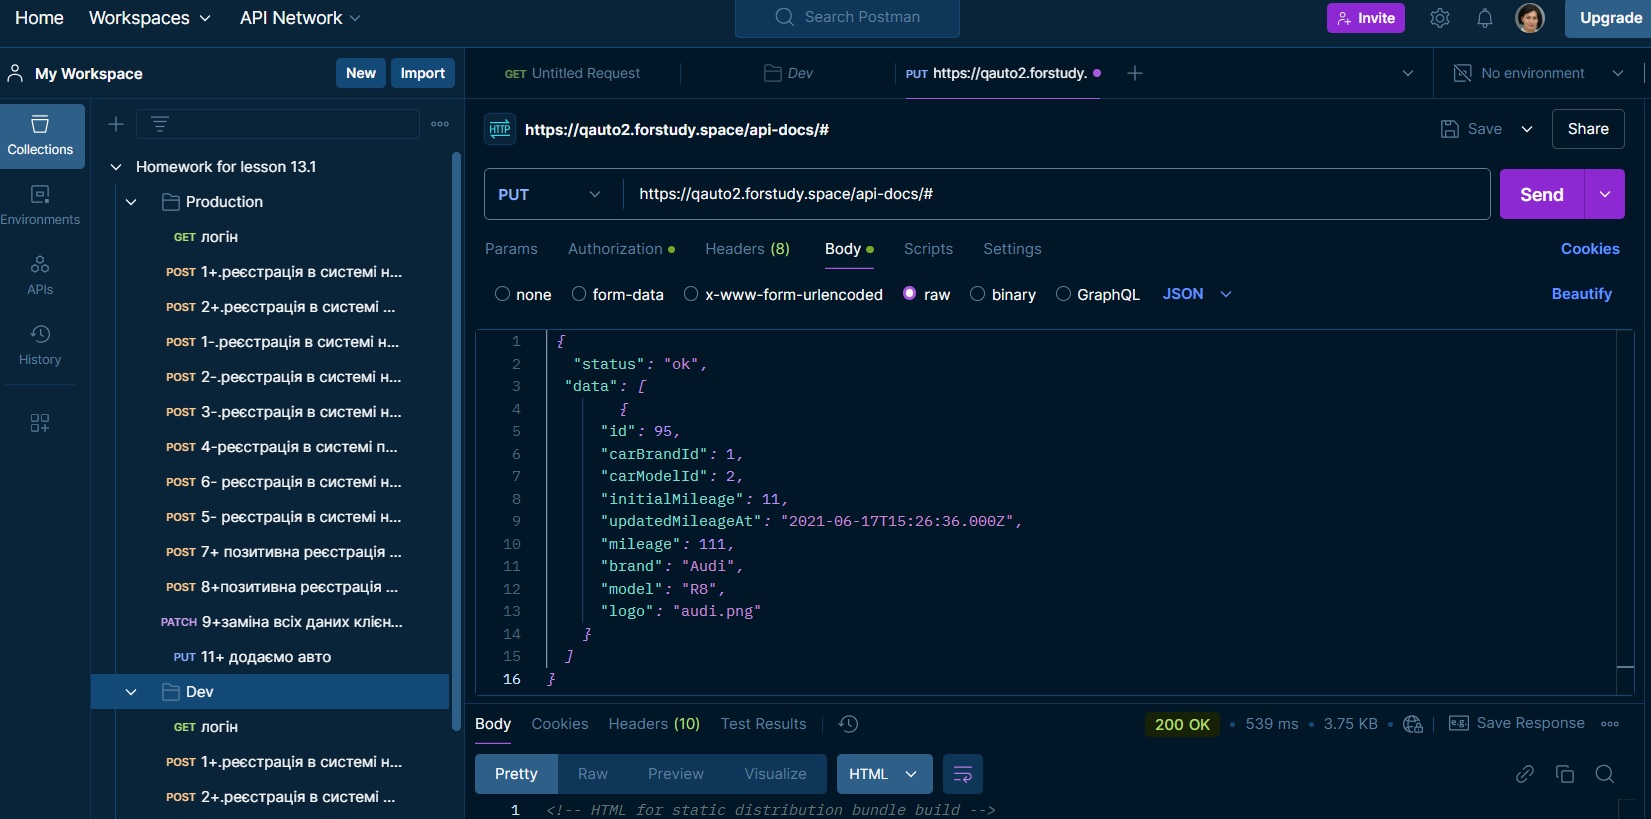 Home Workspaces API Network Search Postman Invite Upgrade
My Workspace New Import GET Untitled Request Dev PUT https://qauto2.forstudy. No environment
Collections
Environments
APIs
History
Homework for lesson 13.1
Production
GET логін
POST 1+.реєстрація в системі н...
POST 2+.реєстрація в системі ...
POST 1-.реєстрація в системі н...
POST 2-.реєстрація в системі н...
POST 3-.реєстрація в системі н...
POST 4-реєстрація в системі п...
POST 6- реєстрація в системі н...
POST 5- реєстрація в системі н...
POST 7+ позитивна реєстрація ...
POST 8+позитивна реєстрація ...
PATCH 9+заміна всіх даних клієн...
PUT 11+ додаємо авто
Dev
GET логін
POST 1+.реєстрація в системі н...
POST 2+.реєстрація в системі ...
HTTP https://qauto2.forstudy.space/api-docs/# Save Share
PUT https://qauto2.forstudy.space/api-docs/# Send
Params Authorization Headers (8) Body Scripts Settings Cookies
none form-data x-www-form-urlencoded raw binary GraphQL JSON Beautify
1 {
2 "status": "ok",
3 "data": [
4 {
5 "id": 95,
6 "carBrandId": 1,
7 "carModelId": 2,
8 "initialMileage": 11,
9 "updatedMileageAt": "2021-06-17T15:26:36.000Z",
10 "mileage": 111,
11 "brand": "Audi",
12 "model": "R8",
13 "logo": "audi.png"
14 }
15 ]
16 }
Body Cookies Headers (10) Test Results 200 OK 539 ms 3.75 KB e.g. Save Response
Pretty Raw Preview Visualize HTML
1 <!-- HTML for static distribution bundle build -->